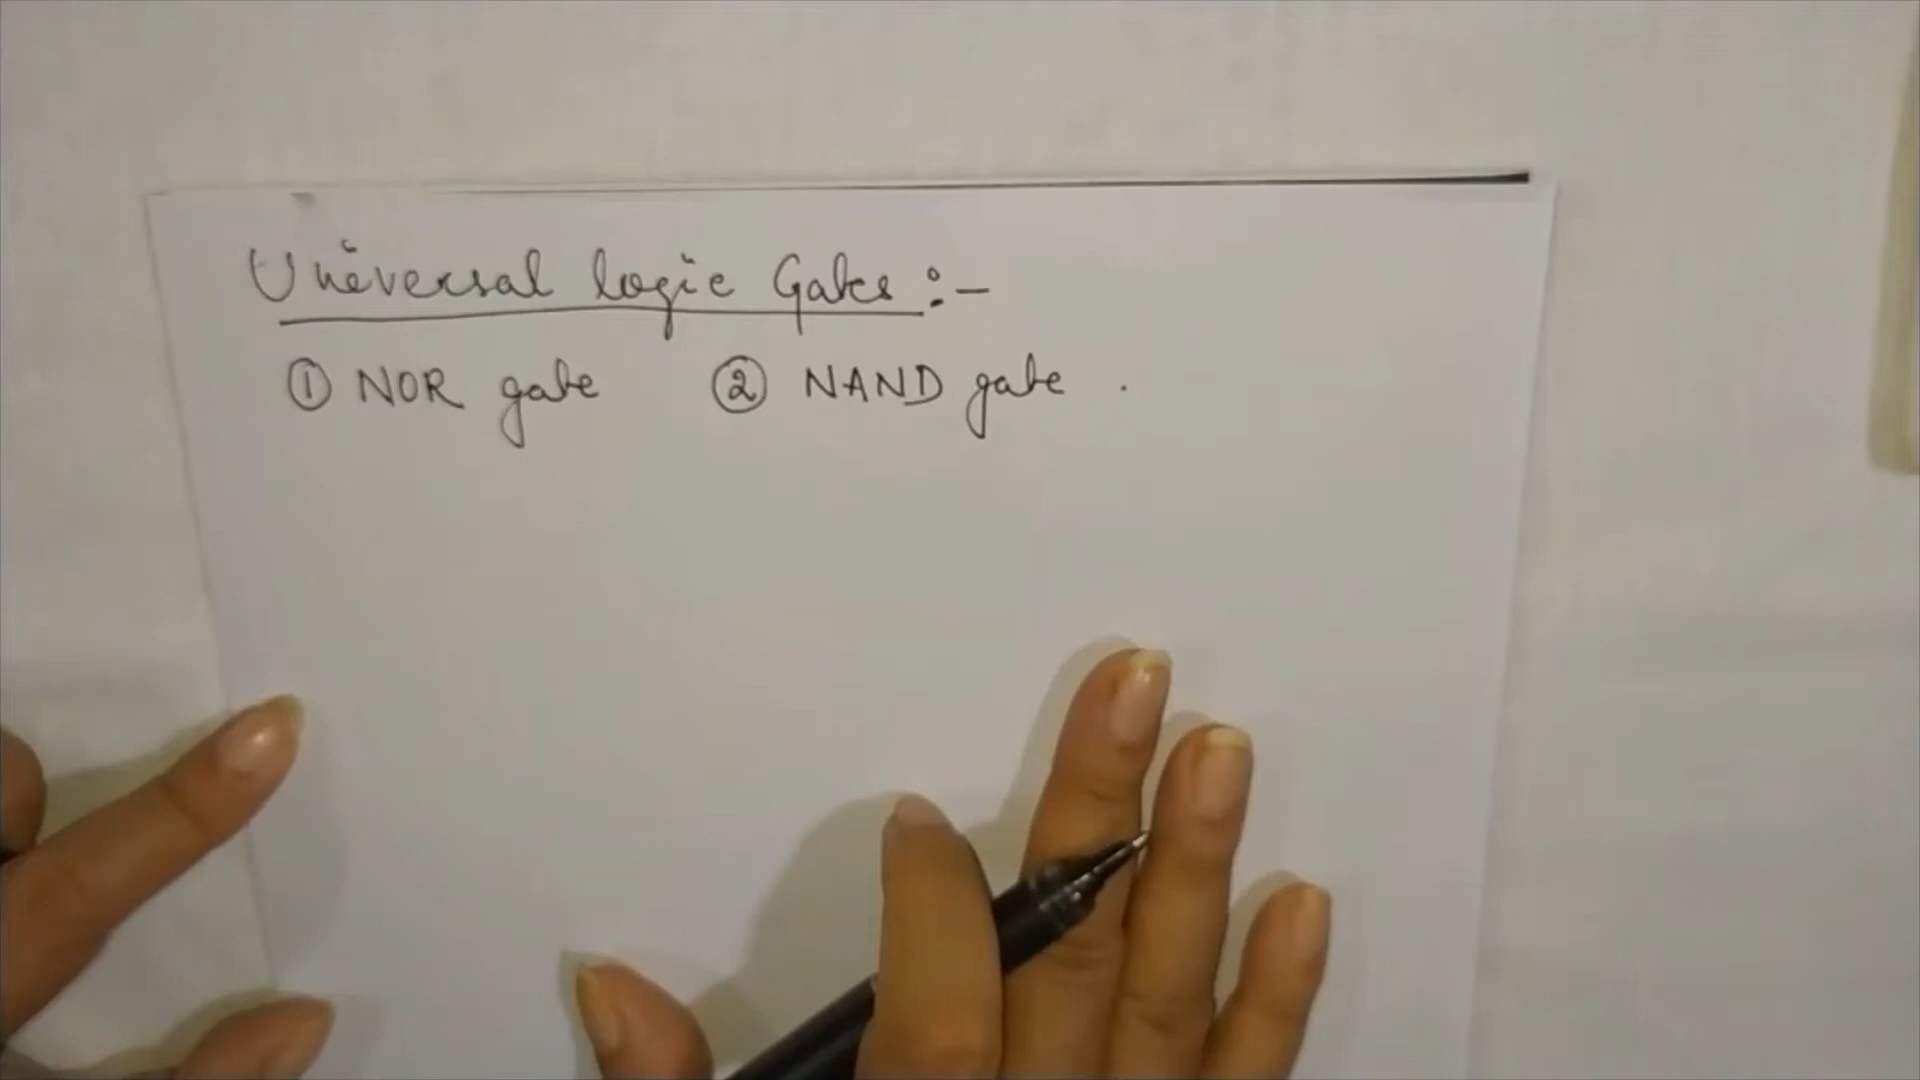 Universal logic Gates :-
① NOR gate ② NAND gate .